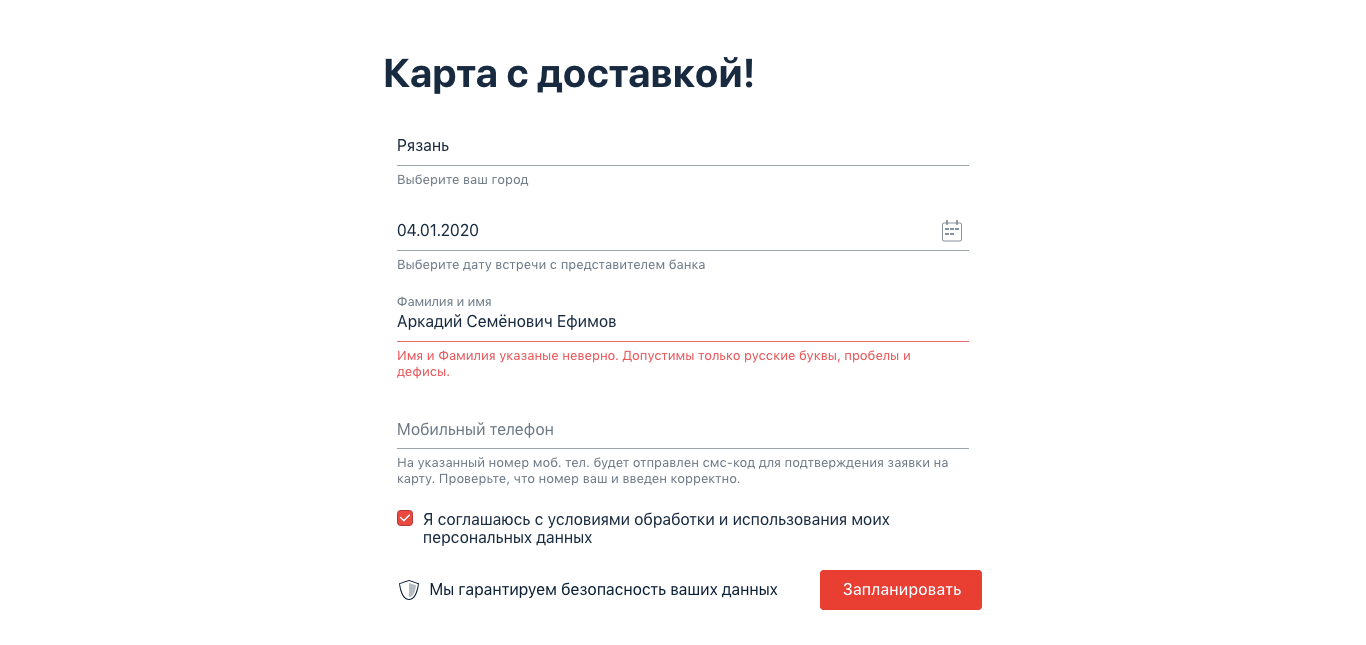 Карта с доставкой!
Рязань
Выберите ваш город
04.01.2020
Выберите дату встречи с представителем банка
Фамилия и имя
Аркадий Семёнович Ефимов
Имя и Фамилия указаные неверно. Допустимы только русские буквы, пробелы и
дефисы.
Мобильный телефон
На указанный номер моб. тел. будет отправлен смс-код для подтверждения заявки на
карту. Проверьте, что номер ваш и введен корректно.
Я соглашаюсь с условиями обработки и использования моих
персональных данных
Мы гарантируем безопасность ваших данных
Запланировать